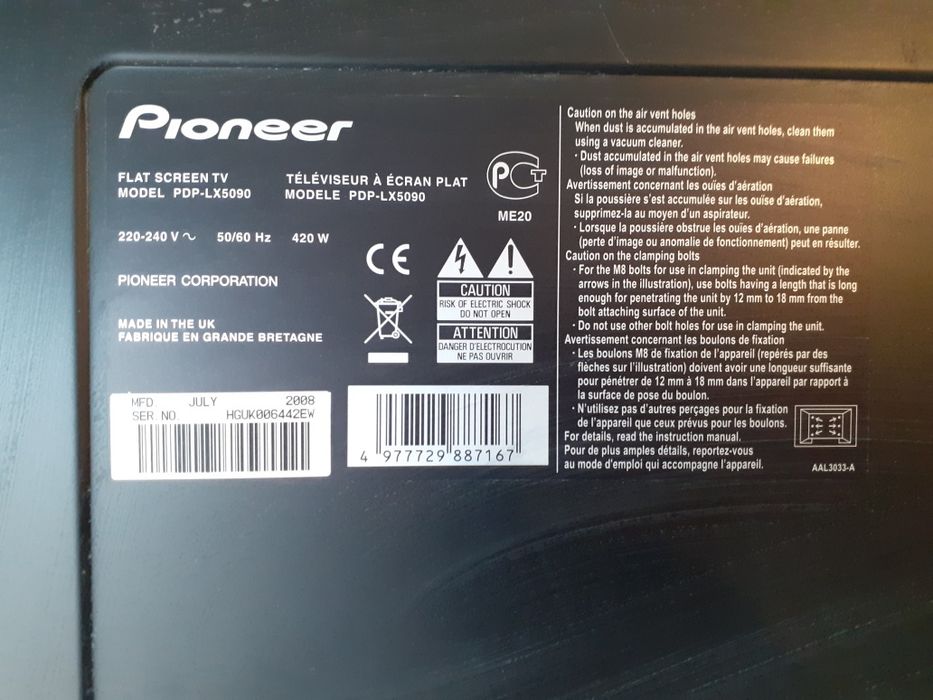 Pioneer
FLAT SCREEN TV
MODEL PDP-LX5090
TÉLÉVISEUR À ÉCRAN PLAT
MODELE PDP-LX5090
220-240 V ~ 50/60 Hz 420 W
PIONEER CORPORATION
MADE IN THE UK
FABRIQUE EN GRANDE BRETAGNE
PCT
ME20
CE
CAUTION
RISK OF ELECTRIC SHOCK
DO NOT OPEN
ATTENTION
DANGER D'ELECTROCUTION
NE PAS OUVRIR
MFD. JULY 2008
SER. NO. HGUK006442EW
4 977729 887167
Caution on the air vent holes
When dust is accumulated in the air vent holes, clean them
using a vacuum cleaner.
· Dust accumulated in the air vent holes may cause failures
(loss of image or malfunction).
Avertissement concernant les ouïes d'aération
Si la poussière s'est accumulée sur les ouïse d'aération,
supprimez-la au moyen d'un aspirateur.
· Lorsque la poussière obstrue les ouïes d'aération, une panne
(perte d'image ou anomalie de fonctionnement) peut en résulter.
Caution on the clamping bolts
· For the M8 bolts for use in clamping the unit (indicated by the
arrows in the illustration), use bolts having a length that is long
enough for penetrating the unit by 12 mm to 18 mm from the
bolt attaching surface of the unit.
· Do not use other bolt holes for use in clamping the unit.
Avertissement concernant les boulons de fixation
· Les boulons M8 de fixation de l'appareil (repérés par des
flèches sur l'illustration) doivent avoir une longueur suffisante
pour pénétrer de 12 mm à 18 mm dans l'appareil par rapport à
la surface de pose du boulon.
· N'utilisez pas d'autres perçages pour la fixation
de l'appareil que ceux prévus pour les boulons.
For details, read the instruction manual.
Pour de plus amples détails, reportez-vous
au mode d'emploi qui accompagne l'appareil.
AAL3033-A